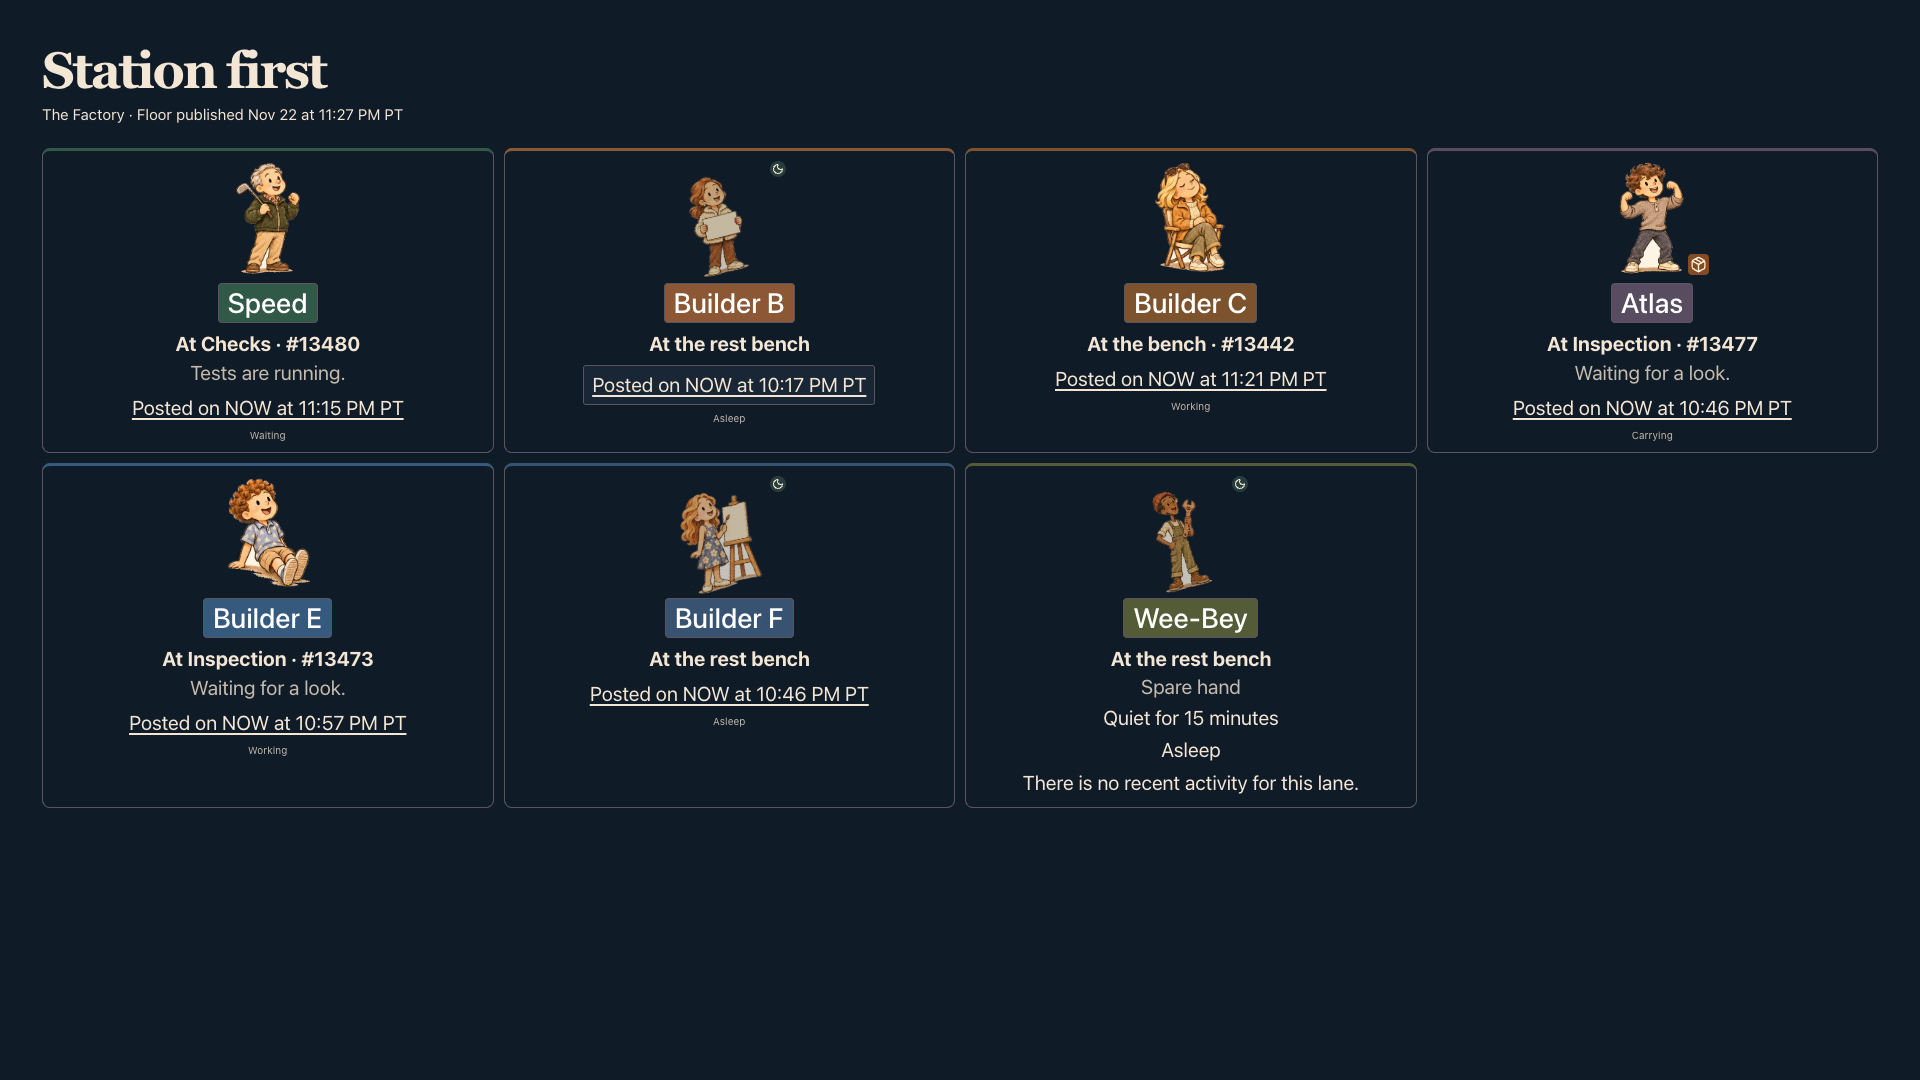 Station first
The Factory · Floor published Nov 22 at 11:27 PM PT
Speed
At Checks · #13480
Tests are running.
Posted on NOW at 11:15 PM PT
Waiting
Builder B
At the rest bench
Posted on NOW at 10:17 PM PT
Asleep
Builder C
At the bench · #13442
Posted on NOW at 11:21 PM PT
Working
Atlas
At Inspection · #13477
Waiting for a look.
Posted on NOW at 10:46 PM PT
Carrying
Builder E
At Inspection · #13473
Waiting for a look.
Posted on NOW at 10:57 PM PT
Working
Builder F
At the rest bench
Posted on NOW at 10:46 PM PT
Asleep
Wee-Bey
At the rest bench
Spare hand
Quiet for 15 minutes
Asleep
There is no recent activity for this lane.